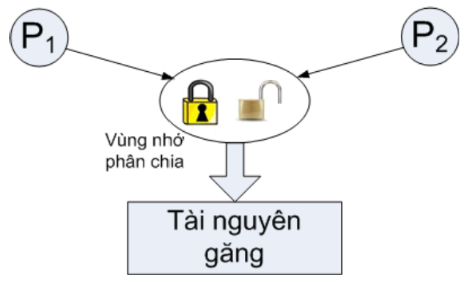 P1
P2
Vùng nhớ
phân chia
Tài nguyên
găng